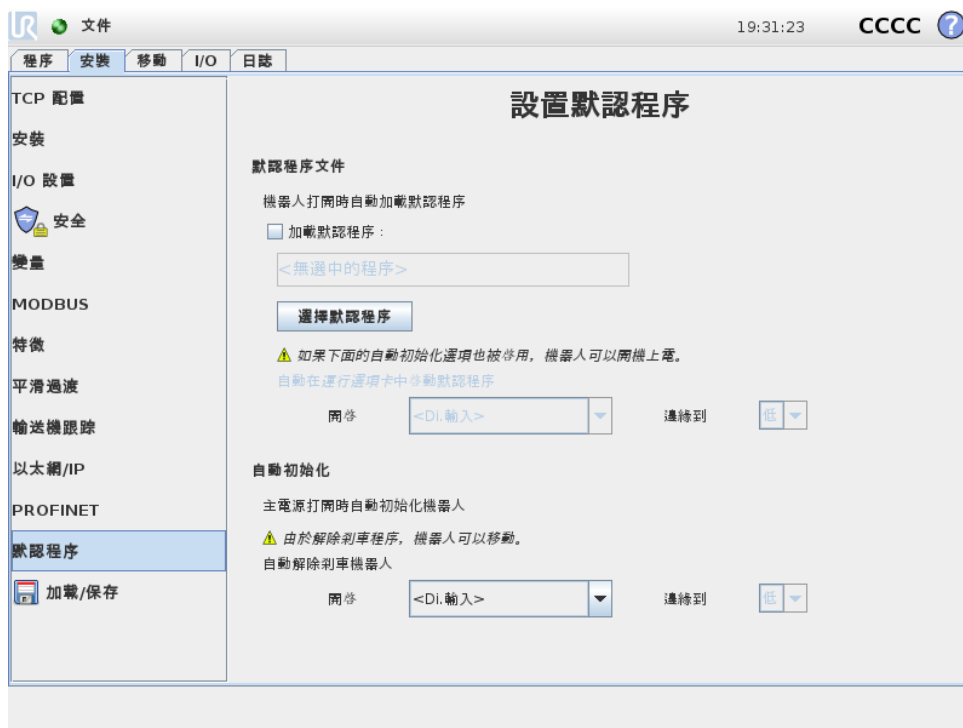 UR 文件 19:31:23 CCCC ?
程序 安裝 移動 I/O 日誌
TCP 配置
安裝
I/O 設置
安全
變量
MODBUS
特徵
平滑過渡
輸送機跟踪
以太網/IP
PROFINET
默認程序
加載/保存
設置默認程序
默認程序文件
機器人打開時自動加載默認程序
加載默認程序：
<無選中的程序>
選擇默認程序
如果下面的自動初始化選項也被啓用，機器人可以開機上電。
自動在運行選項卡中啓動默認程序
開啓 <Di.輸入> 邊緣到 低
自動初始化
主電源打開時自動初始化機器人
由於解除刹車程序，機器人可以移動。
自動解除刹車機器人
開啓 <Di.輸入> 邊緣到 低